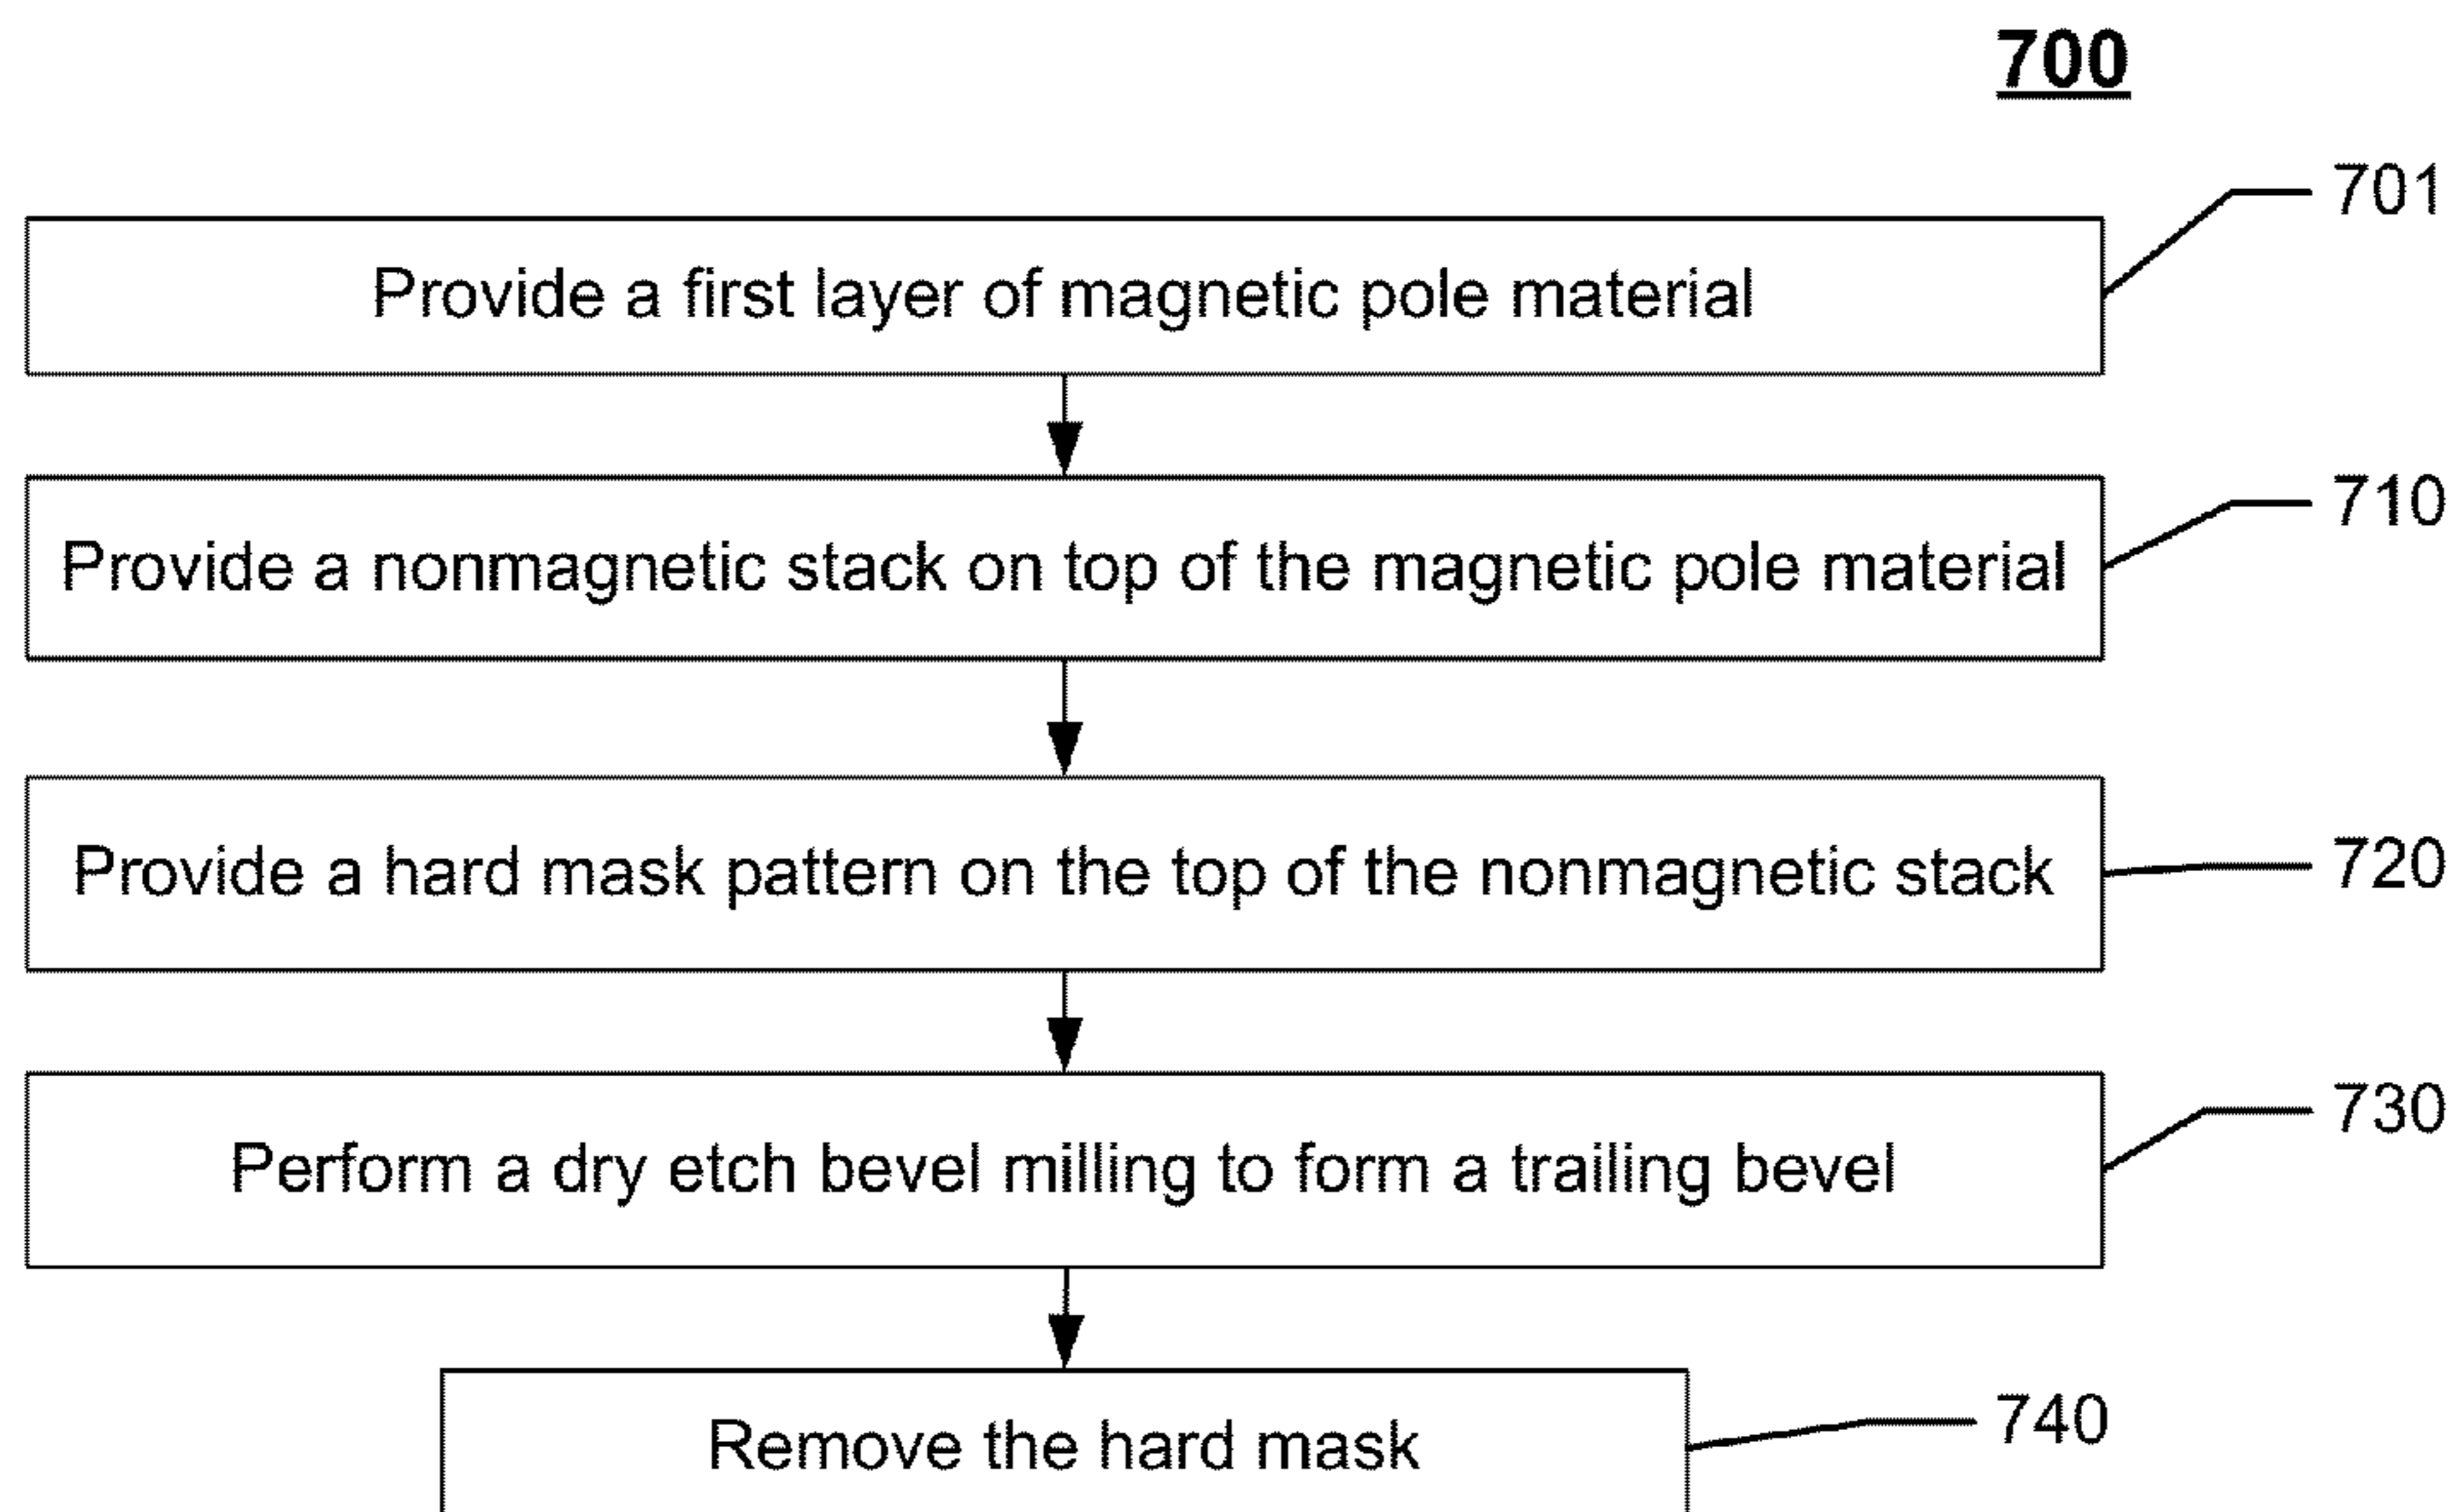 700
701
Provide a first layer of magnetic pole material
710
Provide a nonmagnetic stack on top of the magnetic pole material
720
Provide a hard mask pattern on the top of the nonmagnetic stack
730
Perform a dry etch bevel milling to form a trailing bevel
740
Remove the hard mask